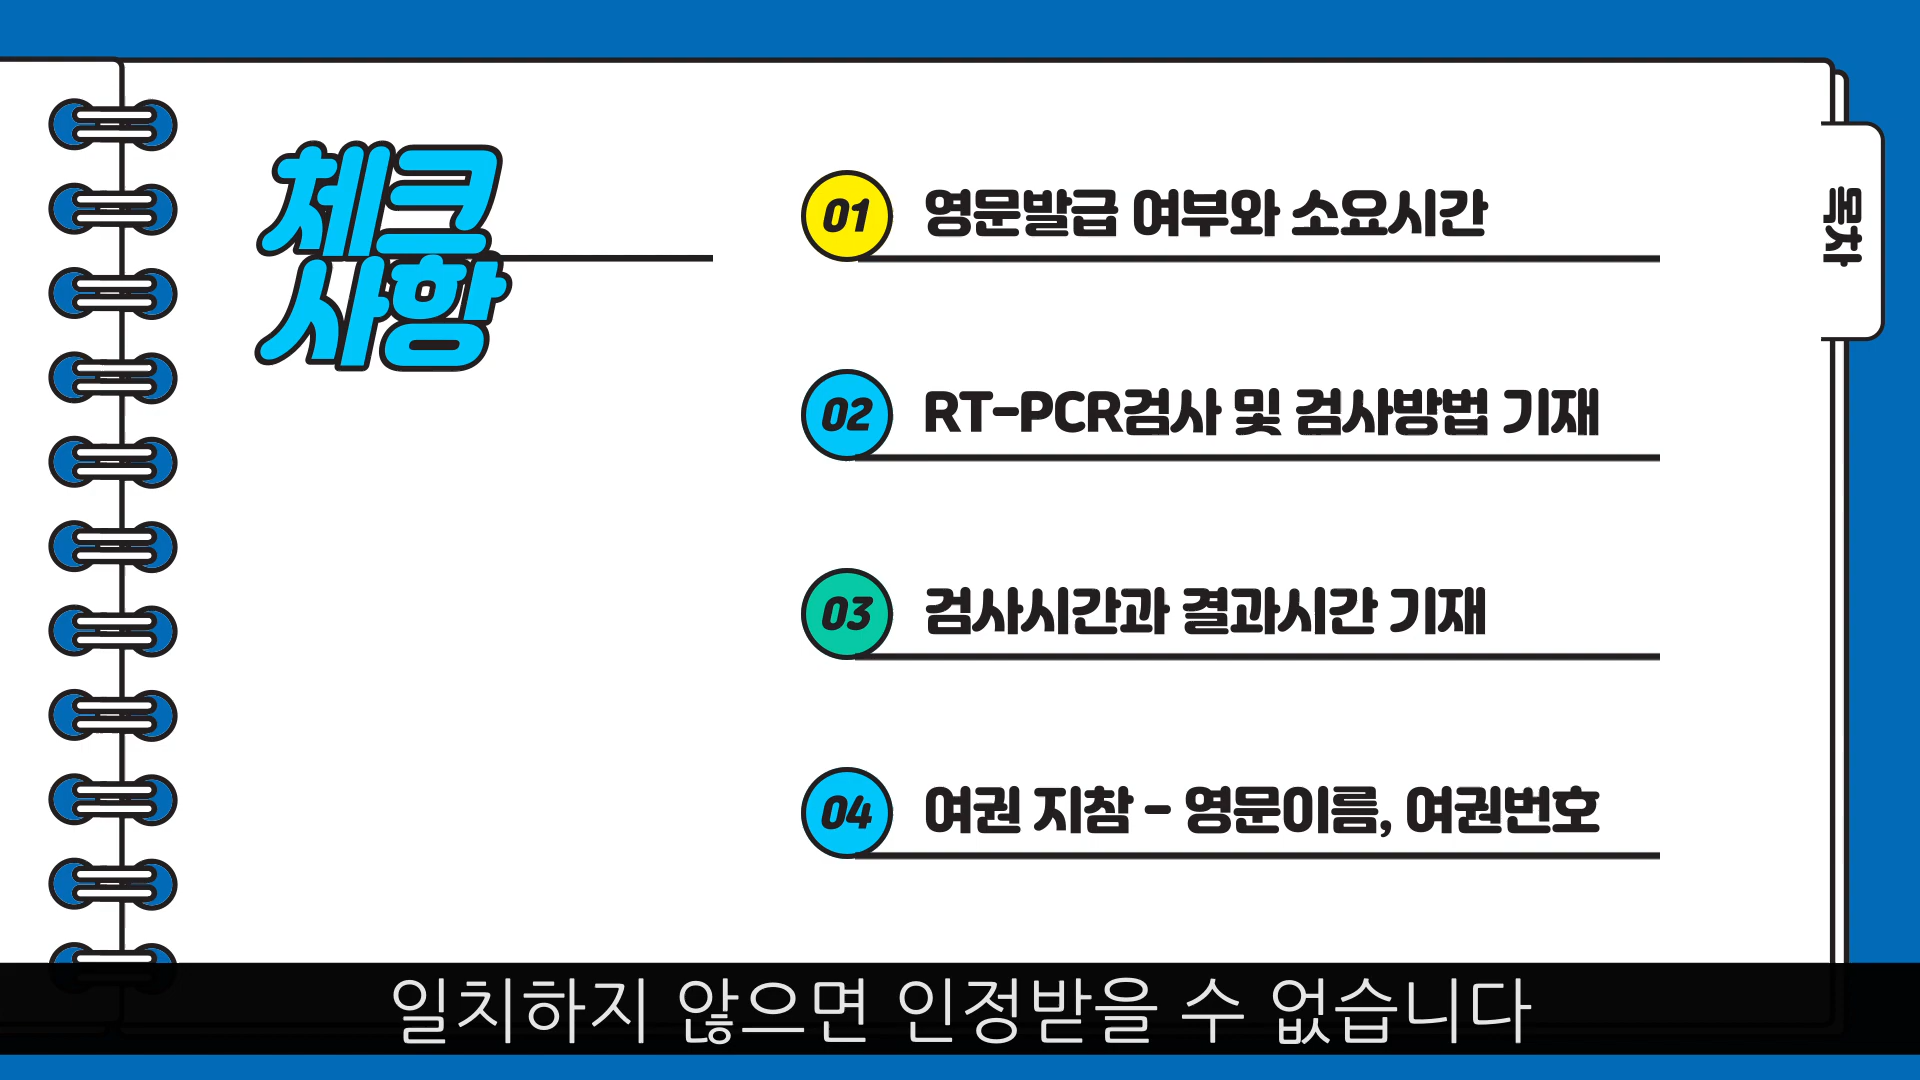 체크
사항
01 영문발급 여부와 소요시간
02 RT-PCR검사 및 검사방법 기재
03 검사시간과 결과시간 기재
04 여권 지참 - 영문이름, 여권번호
목차
일치하지 않으면 인정받을 수 없습니다